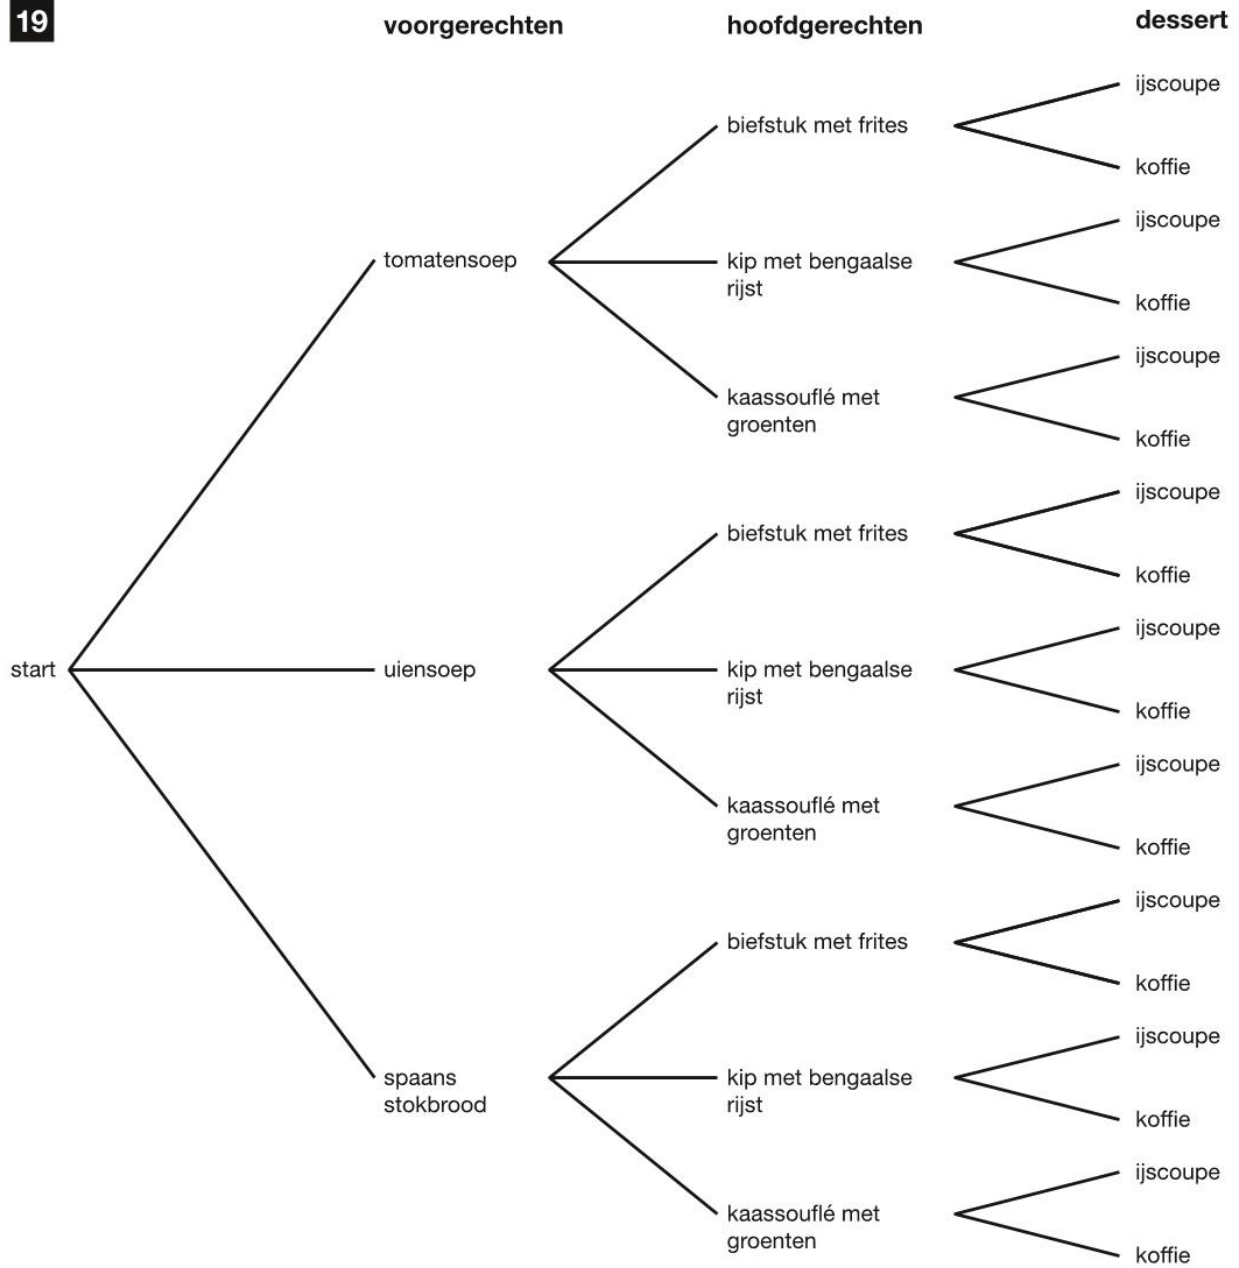 19
voorgerechten
hoofdgerechten
dessert
start
tomatensoep
biefstuk met frites
ijscoupe
koffie
kip met bengaalse
rijst
ijscoupe
koffie
kaassouflé met
groenten
ijscoupe
koffie
uiensoep
biefstuk met frites
ijscoupe
koffie
kip met bengaalse
rijst
ijscoupe
koffie
kaassouflé met
groenten
ijscoupe
koffie
spaans
stokbrood
biefstuk met frites
ijscoupe
koffie
kip met bengaalse
rijst
ijscoupe
koffie
kaassouflé met
groenten
ijscoupe
koffie